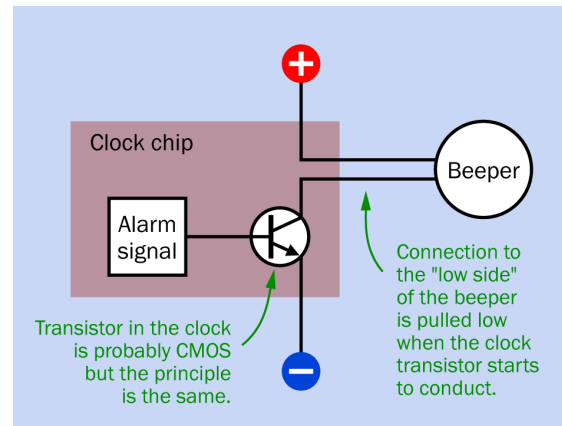 Clock chip
Beeper
Alarm
signal
Connection to
the "low side"
of the beeper
is pulled low
when the clock
transistor starts
to conduct.
Transistor in the clock
is probably CMOS
but the principle
is the same.